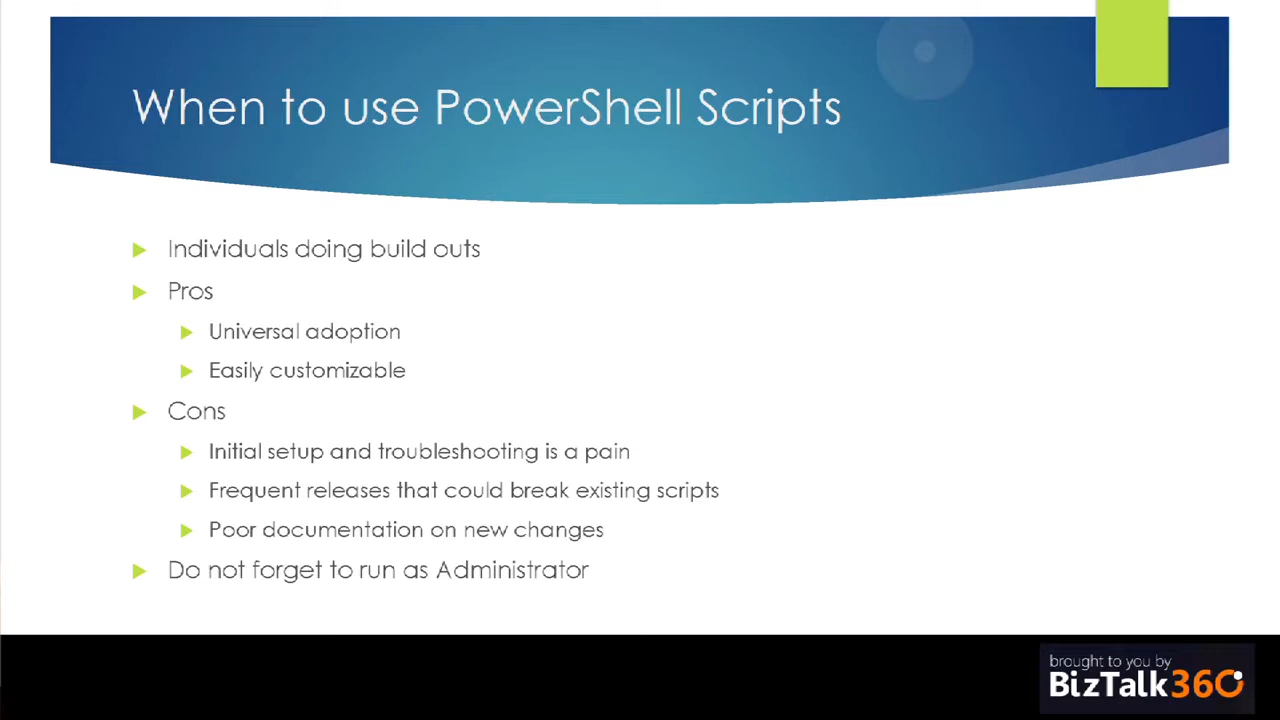 When to use PowerShell Scripts
Individuals doing build outs
Pros
Universal adoption
Easily customizable
Cons
Initial setup and troubleshooting is a pain
Frequent releases that could break existing scripts
Poor documentation on new changes
Do not forget to run as Administrator
brought to you by
BizTalk360